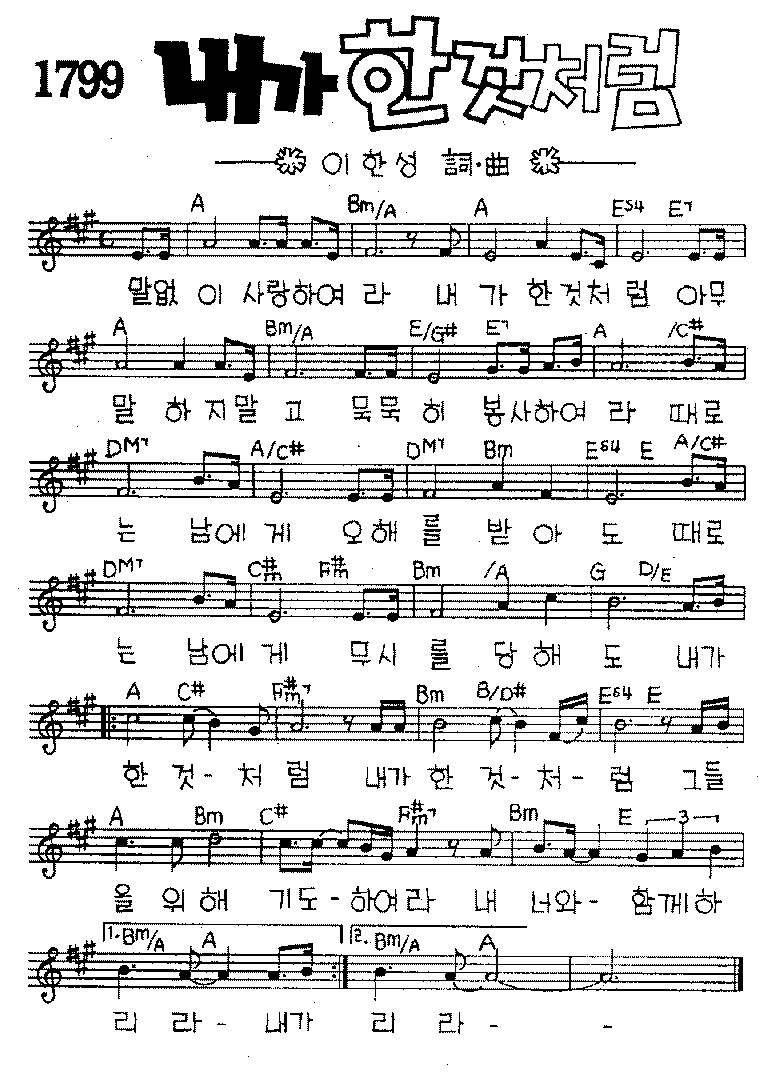 1799 내가 한것처럼
이한성 詞·曲
A Bm/A A Esus4 E7
말없 이 사랑하여 라 내 가 한것처 럼 아무
A Bm/A E/G# E7 A /C#
말 하 지말 고 묵묵 히 봉사하여 라 때로
DM7 A/C# DM7 Bm Esus4 E A/C#
는 남에 게 오해 를 받 아 도 때로
DM7 C#m F#m Bm /A G D/E
는 남에 게 무시 를 당 해 도 내가
A C# F#m7 Bm B/D# Esus4 E
한 것- 처 럼 내가 한 것- 처- 럼 그들
A Bm C# F#m7 Bm E 3
을 위 해 기도-하여라 내 너와- 함께하
1. Bm/A A 2. Bm/A A
리 라- 내가 리 라- -